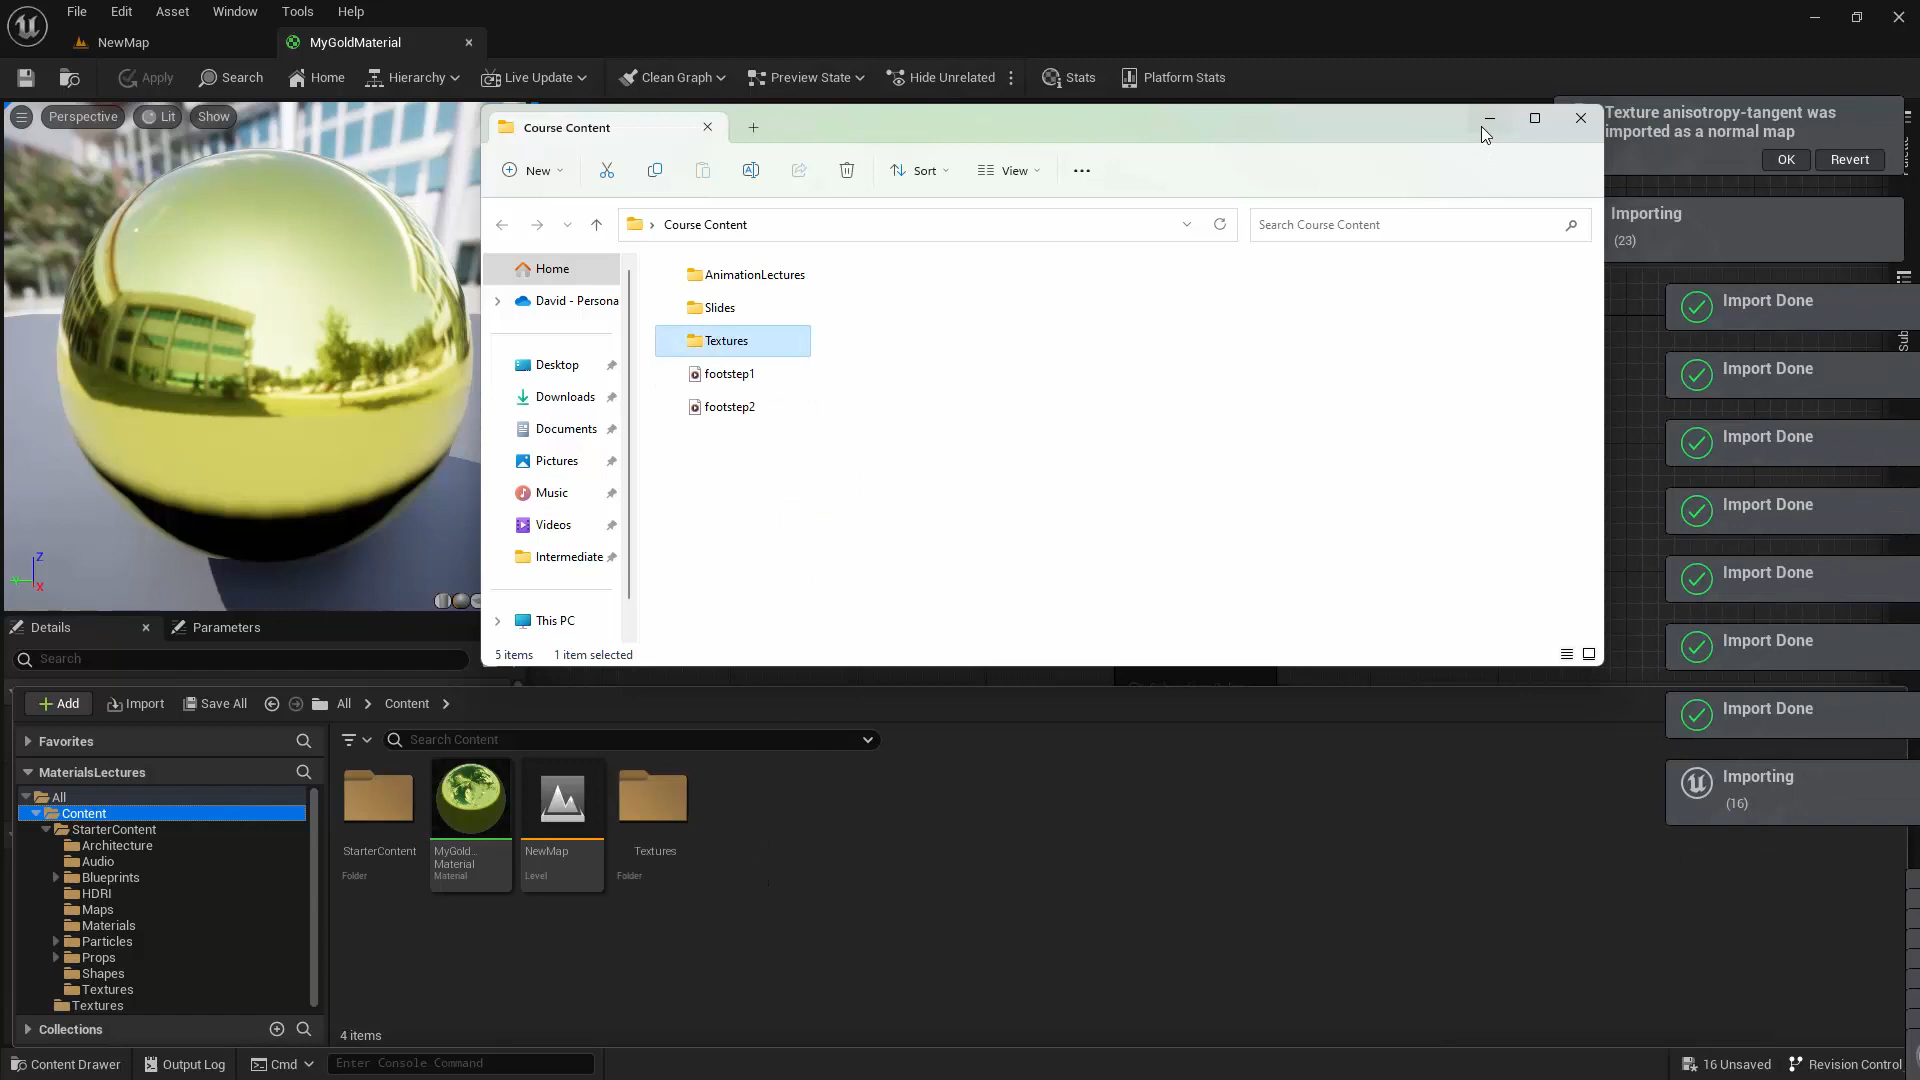 File Edit Asset Window Tools Help
NewMap
MyGoldMaterial
Apply Search Home Hierarchy Live Update Clean Graph Preview State Hide Unrelated Stats Platform Stats
Perspective Lit Show
Course Content
New Sort View
Course Content
Search Course Content
Home
David - Persona
Desktop
Downloads
Documents
Pictures
Music
Videos
Intermediate
This PC
AnimationLectures
Slides
Textures
footstep1
footstep2
5 items 1 item selected
Texture anisotropy-tangent was
imported as a normal map
OK Revert
Importing
(23)
Import Done
Import Done
Import Done
Import Done
Import Done
Import Done
Import Done
Importing
(16)
Z
X
Details Parameters
Search
Add Import Save All All Content
Favorites
Search Content
MaterialsLectures
All
Content
StarterContent
Architecture
Audio
Blueprints
HDRI
Maps
Materials
Particles
Props
Shapes
Textures
Textures
Collections
StarterContent
Folder
MyGold...
Material
Material
NewMap
Level
Textures
Folder
4 items
Content Drawer Output Log Cmd Enter Console Command 16 Unsaved Revision Control